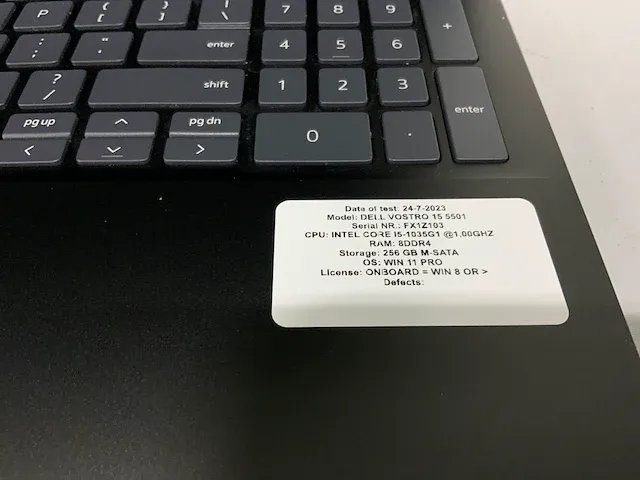 P { [ } ] | \ 7 8 9 +
: ; " ' enter 4 5 6
? / shift 1 2 3 enter
pg up ^ pg dn 0 .
< ⌄ >
Date of test: 24-7-2023
Model: DELL VOSTRO 15 5501
Serial NR.: FX1Z103
CPU: INTEL CORE I5-1035G1 @1,00GHZ
RAM: 8DDR4
Storage: 256 GB M-SATA
OS: WIN 11 PRO
License: ONBOARD = WIN 8 OR >
Defects: